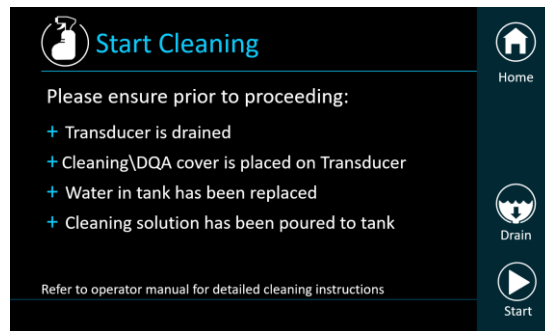 Start Cleaning
Home
Please ensure prior to proceeding:
+ Transducer is drained
+ Cleaning\DQA cover is placed on Transducer
+ Water in tank has been replaced
+ Cleaning solution has been poured to tank
Drain
Refer to operator manual for detailed cleaning instructions
Start